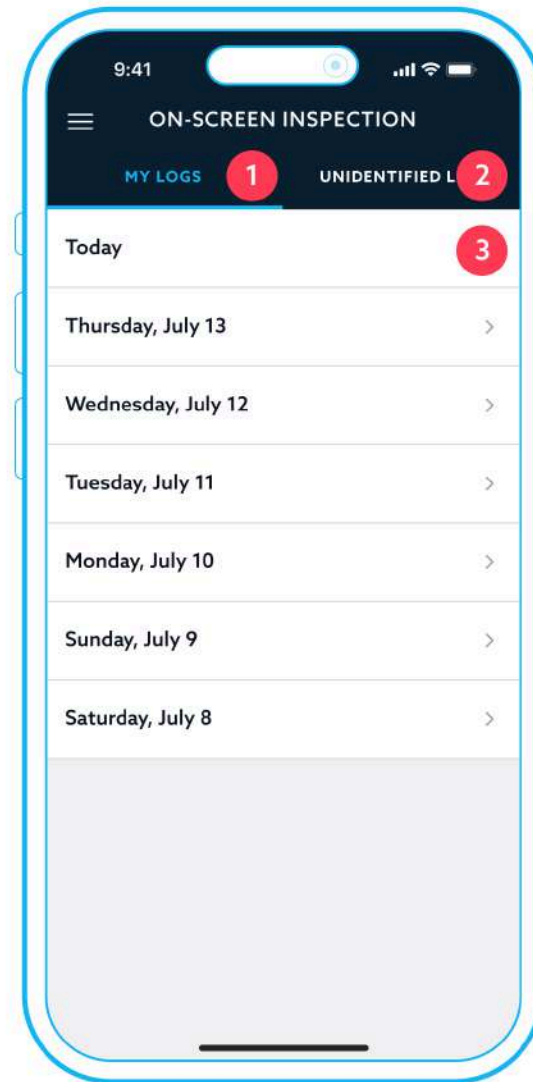 9:41
ON-SCREEN INSPECTION
MY LOGS 1 UNIDENTIFIED L 2
Today 3
Thursday, July 13
Wednesday, July 12
Tuesday, July 11
Monday, July 10
Sunday, July 9
Saturday, July 8